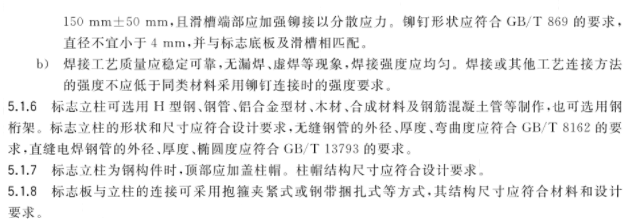 150 mm±50 mm,且滑槽端部应加强铆接以分散应力。铆钉形状应符合 GB/T 869 的要求,
直径不宜小于 4 mm,并与标志底板及滑槽相匹配。
b) 焊接工艺质量应稳定可靠,无漏焊、虚焊等现象,焊接强度应均匀。焊接或其他工艺连接方法
的强度不应低于同类材料采用铆钉连接时的强度要求。
5.1.6 标志立柱可选用 H 型钢、钢管、铝合金型材、木材、合成材料及钢筋混凝土管等制作,也可选用钢
桁架。标志立柱的形状和尺寸应符合设计要求,无缝钢管的外径、厚度、弯曲度应符合 GB/T 8162 的要
求,直缝电焊钢管的外径、厚度、椭圆度应符合 GB/T 13793 的要求。
5.1.7 标志立柱为钢构件时,顶部应加盖柱帽。柱帽结构尺寸应符合设计要求。
5.1.8 标志板与立柱的连接可采用抱箍夹紧式或钢带捆扎式等方式,其结构尺寸应符合材料和设计
要求。